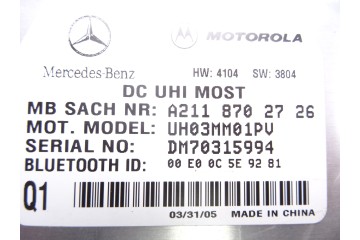 MOTOROLA
Mercedes-Benz HW: 4104 SW: 3804
DC UHI MOST
MB SACH NR: A211 870 27 26
MOT. MODEL: UH03MM01PV
SERIAL NO: DM70315994
BLUETOOTH ID: 00 E0 0C 5E 92 81
Q1
03/31/05 MADE IN CHINA